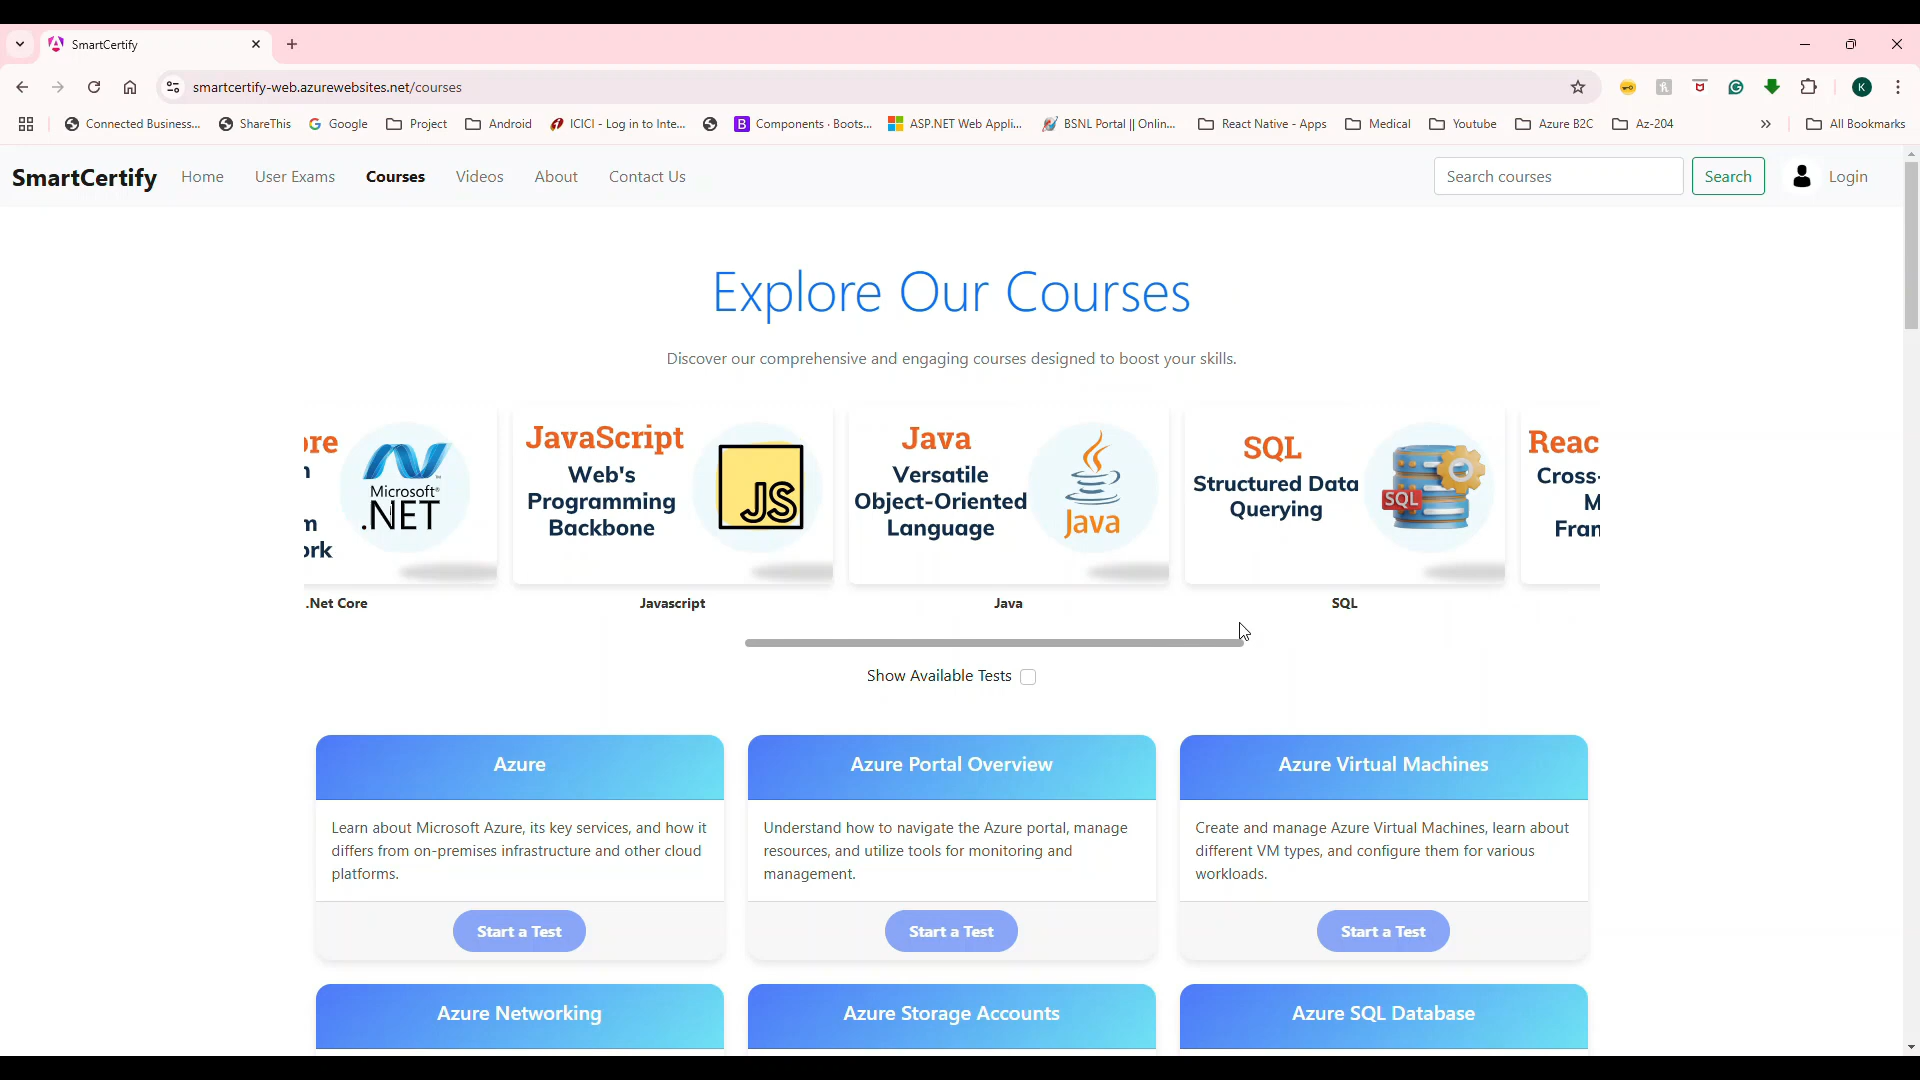 SmartCertify
smartcertify-web.azurewebsites.net/courses
K
Connected Business... ShareThis Google Project Android ICICI - Log in to Inte... Components · Boots... ASP.NET Web Appli... BSNL Portal || Onlin... React Native - Apps Medical Youtube Azure B2C Az-204 » All Bookmarks
SmartCertify Home User Exams Courses Videos About Contact Us Search courses Search Login
Explore Our Courses
Discover our comprehensive and engaging courses designed to boost your skills.
ore
n
m
ork
Microsoft®
.NET
.Net Core
JavaScript
Web's
Programming
Backbone
JS
Javascript
Java
Versatile
Object-Oriented
Language
Java
Java
SQL
Structured Data
Querying
SQL
SQL
Reac
Cross-
M
Fran
Show Available Tests
Azure
Learn about Microsoft Azure, its key services, and how it
differs from on-premises infrastructure and other cloud
platforms.
Start a Test
Azure Portal Overview
Understand how to navigate the Azure portal, manage
resources, and utilize tools for monitoring and
management.
Start a Test
Azure Virtual Machines
Create and manage Azure Virtual Machines, learn about
different VM types, and configure them for various
workloads.
Start a Test
Azure Networking
Azure Storage Accounts
Azure SQL Database